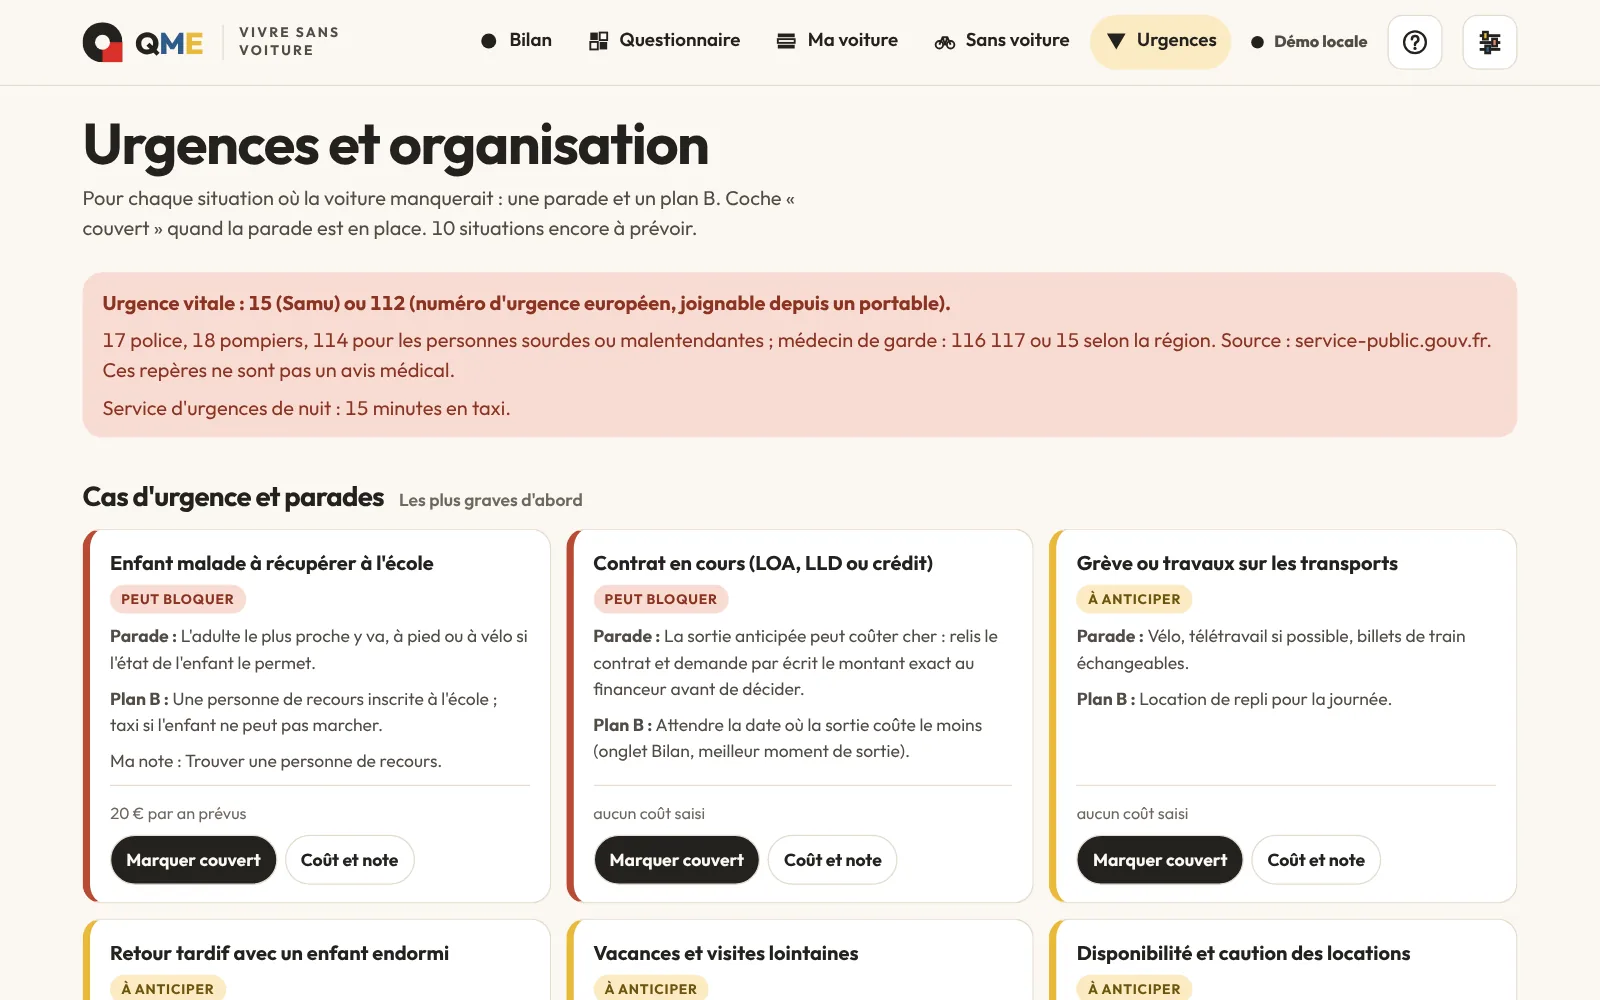 QME
VIVRE SANS
VOITURE
Bilan
Questionnaire
Ma voiture
Sans voiture
Urgences
Démo locale
Urgences et organisation
Pour chaque situation où la voiture manquerait : une parade et un plan B. Coche «
couvert » quand la parade est en place. 10 situations encore à prévoir.
Urgence vitale : 15 (Samu) ou 112 (numéro d'urgence européen, joignable depuis un portable).
17 police, 18 pompiers, 114 pour les personnes sourdes ou malentendantes ; médecin de garde : 116 117 ou 15 selon la région. Source : service-public.gouv.fr.
Ces repères ne sont pas un avis médical.
Service d'urgences de nuit : 15 minutes en taxi.
Cas d'urgence et parades
Les plus graves d'abord
Enfant malade à récupérer à l'école
PEUT BLOQUER
Parade : L'adulte le plus proche y va, à pied ou à vélo si
l'état de l'enfant le permet.
Plan B : Une personne de recours inscrite à l'école ;
taxi si l'enfant ne peut pas marcher.
Ma note : Trouver une personne de recours.
20 € par an prévus
Marquer couvert
Coût et note
Contrat en cours (LOA, LLD ou crédit)
PEUT BLOQUER
Parade : La sortie anticipée peut coûter cher : relis le
contrat et demande par écrit le montant exact au
financeur avant de décider.
Plan B : Attendre la date où la sortie coûte le moins
(onglet Bilan, meilleur moment de sortie).
aucun coût saisi
Marquer couvert
Coût et note
Grève ou travaux sur les transports
À ANTICIPER
Parade : Vélo, télétravail si possible, billets de train
échangeables.
Plan B : Location de repli pour la journée.
aucun coût saisi
Marquer couvert
Coût et note
Retour tardif avec un enfant endormi
À ANTICIPER
Vacances et visites lointaines
À ANTICIPER
Disponibilité et caution des locations
À ANTICIPER